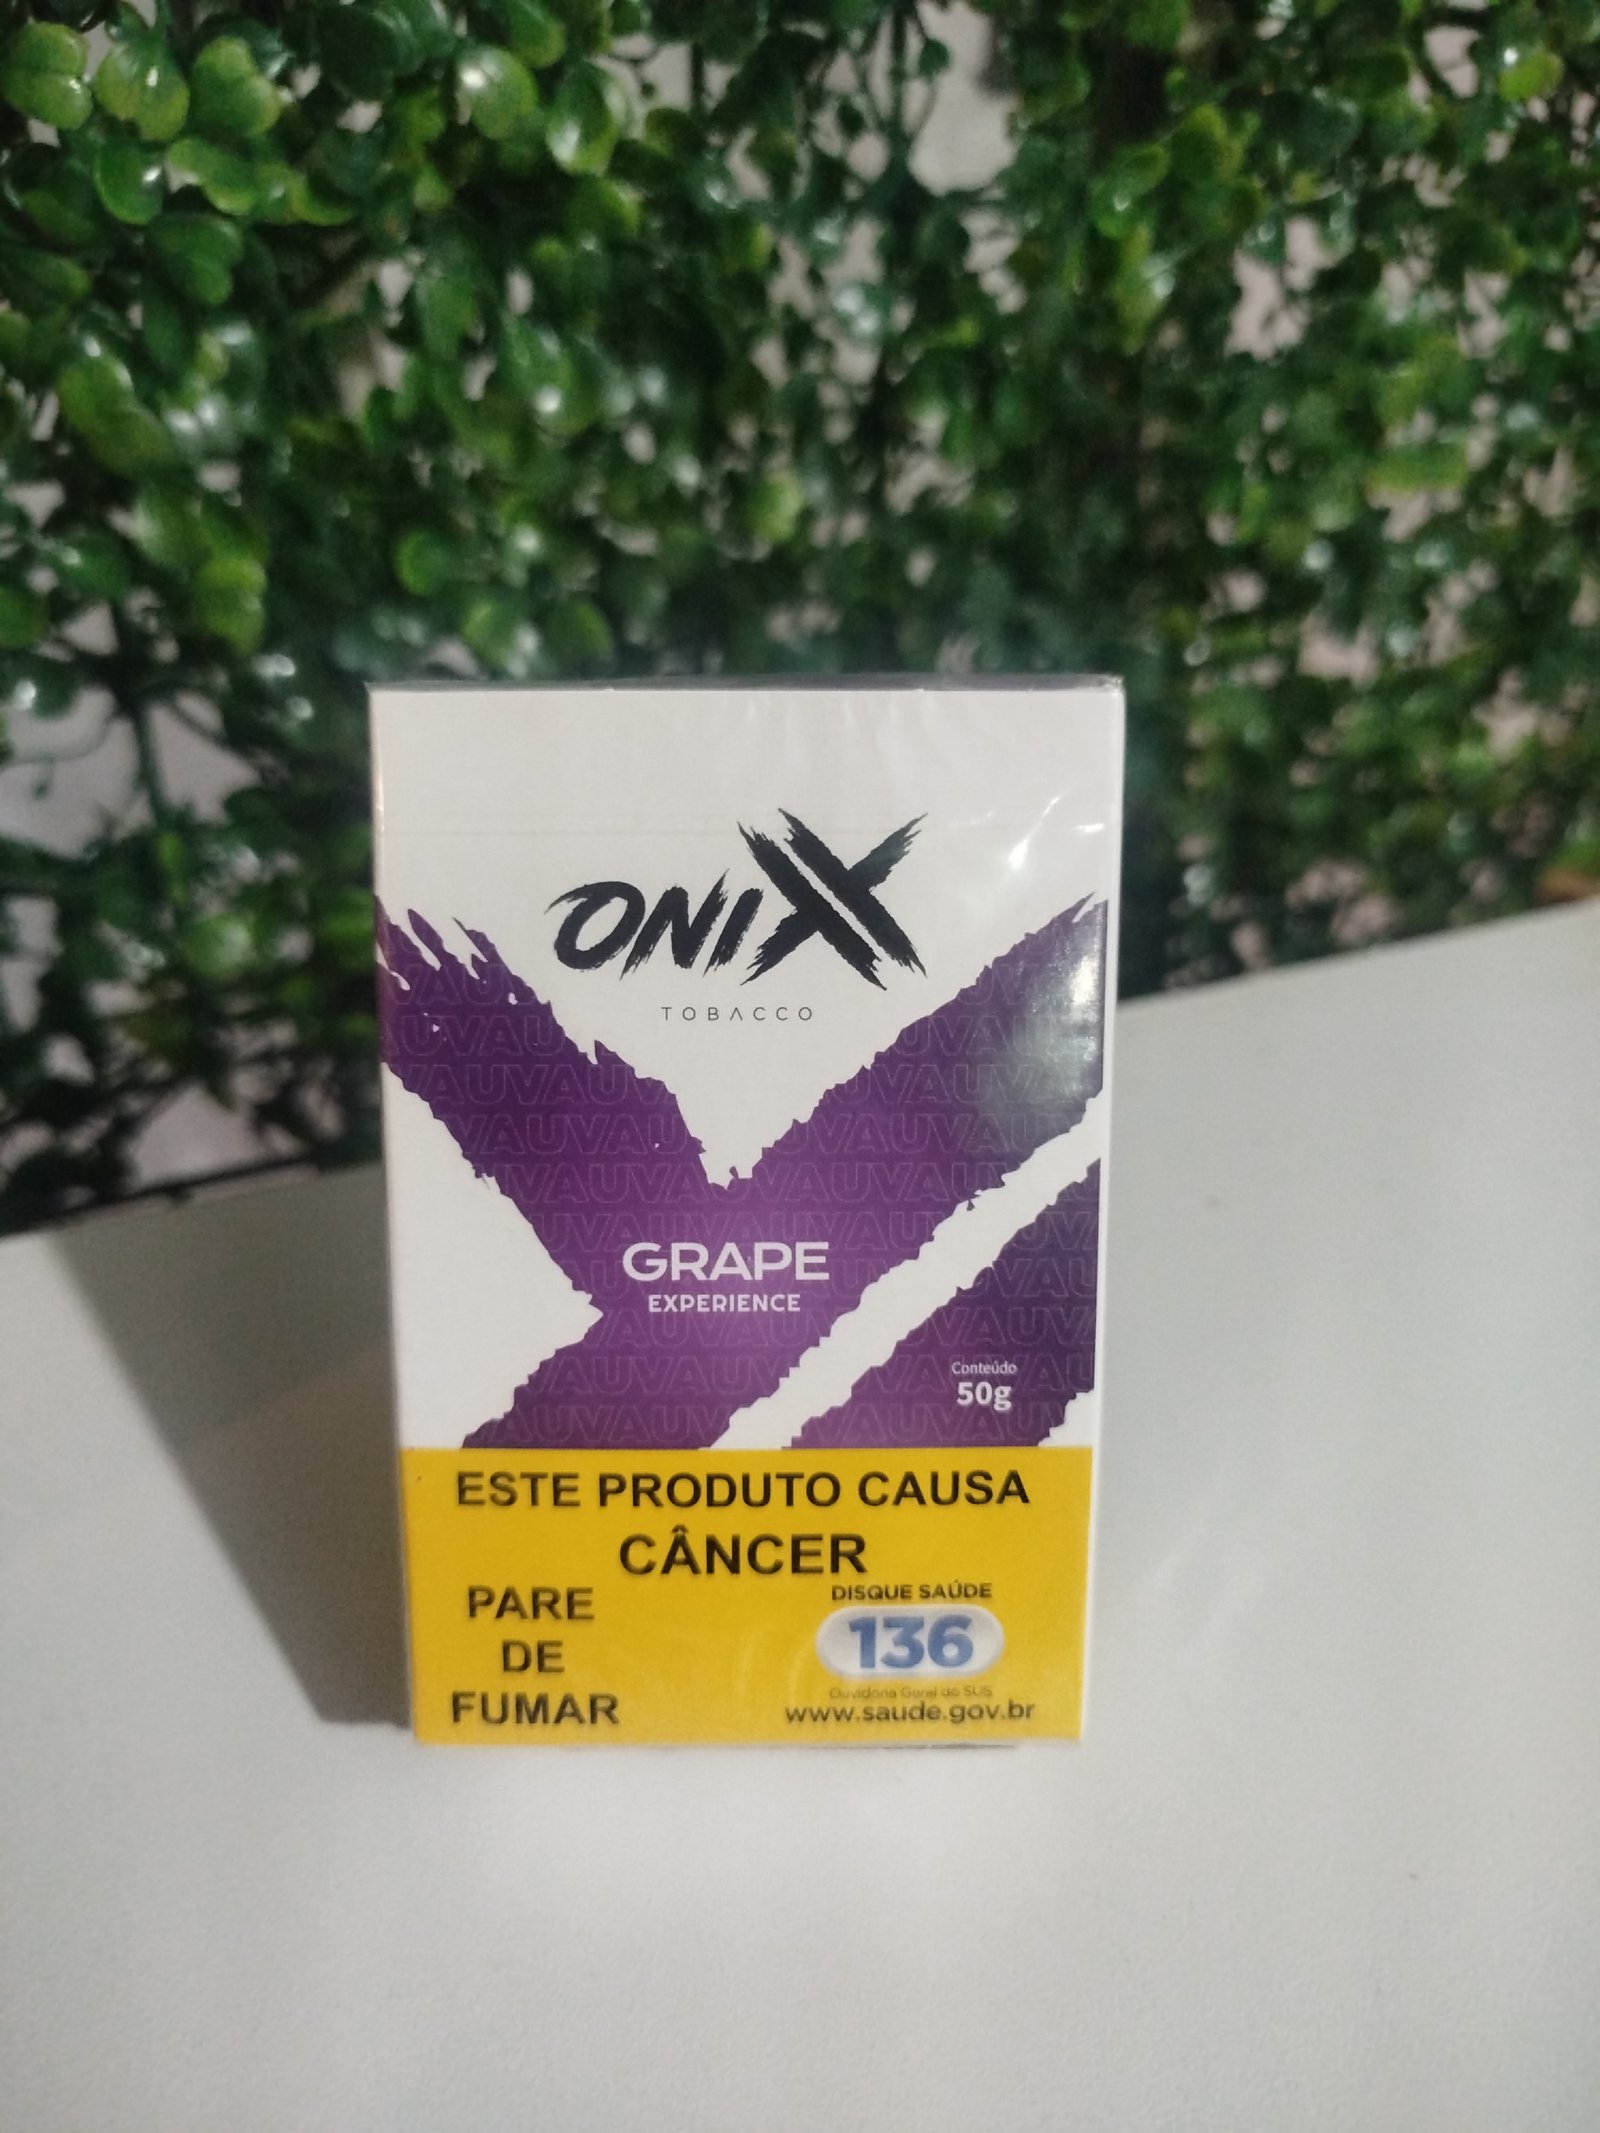 ONIX
TOBACCO
GRAPE
EXPERIENCE
Conteúdo
50g
ESTE PRODUTO CAUSA
CÂNCER
PARE
DE
FUMAR
DISQUE SAÚDE
136
Ouvidoria Geral do SUS
www.saude.gov.br